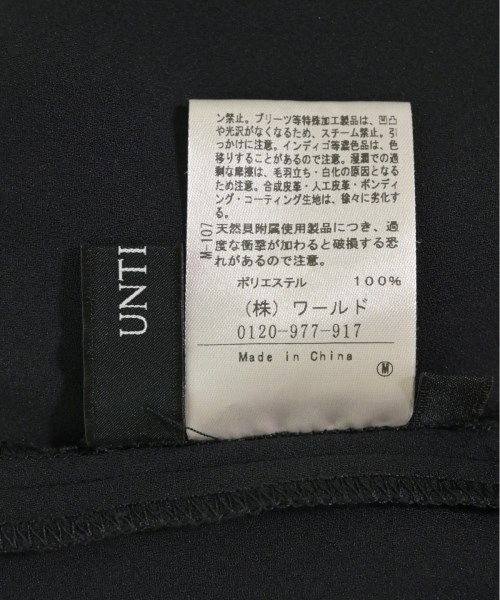 ン禁止。プリーツ等特殊加工製品は、凹凸
や光沢がなくなるため、スチーム禁止。引
っかけに注意。インディゴ等濃色品は、色
移りすることがあるので注意。湿潤での過
剰な摩擦は、毛羽立ち・白化の原因となる
ため注意。合成皮革・人工皮革・ボンディ
ング・コーティング生地は、徐々に劣化す
る。
M-107
天然貝附属使用製品につき、過
度な衝撃が加わると破損する恐
れがあるので注意。
ポリエステル 100%
(株) ワールド
0120-977-917
Made in China
M
UNTI